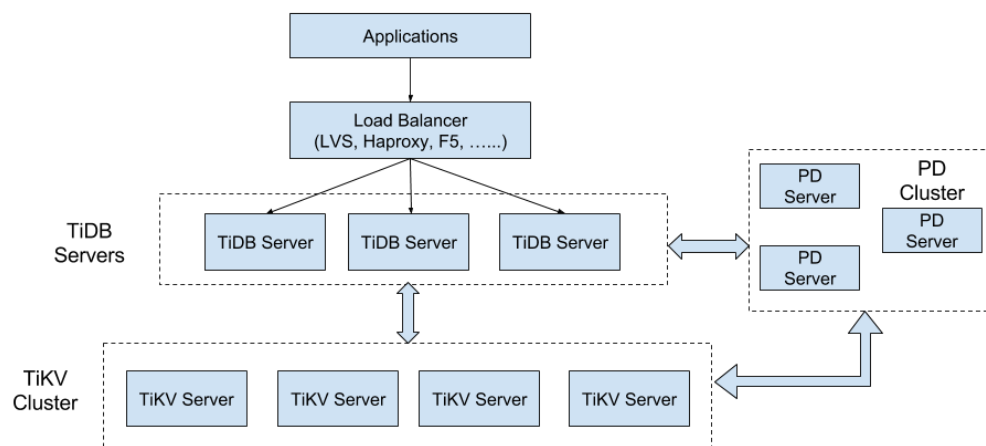 Applications
Load Balancer
(LVS, Haproxy, F5, …...)
TiDB
Servers
TiDB Server
TiDB Server
TiDB Server
PD
Cluster
PD
Server
PD
Server
PD
Server
TiKV
Cluster
TiKV Server
TiKV Server
TiKV Server
TiKV Server